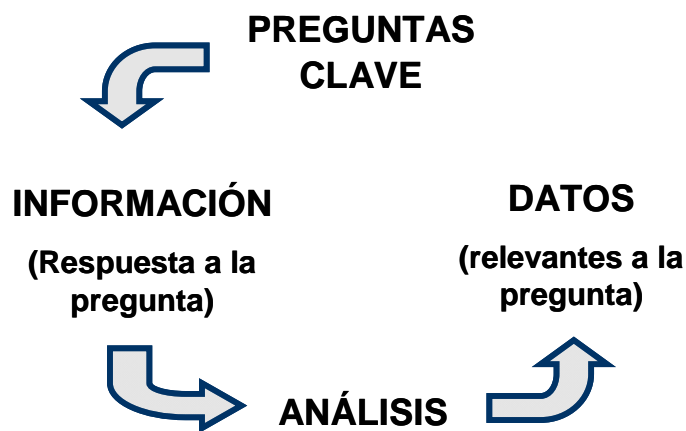 PREGUNTAS
CLAVE
INFORMACIÓN
(Respuesta a la
pregunta)
DATOS
(relevantes a la
pregunta)
ANÁLISIS